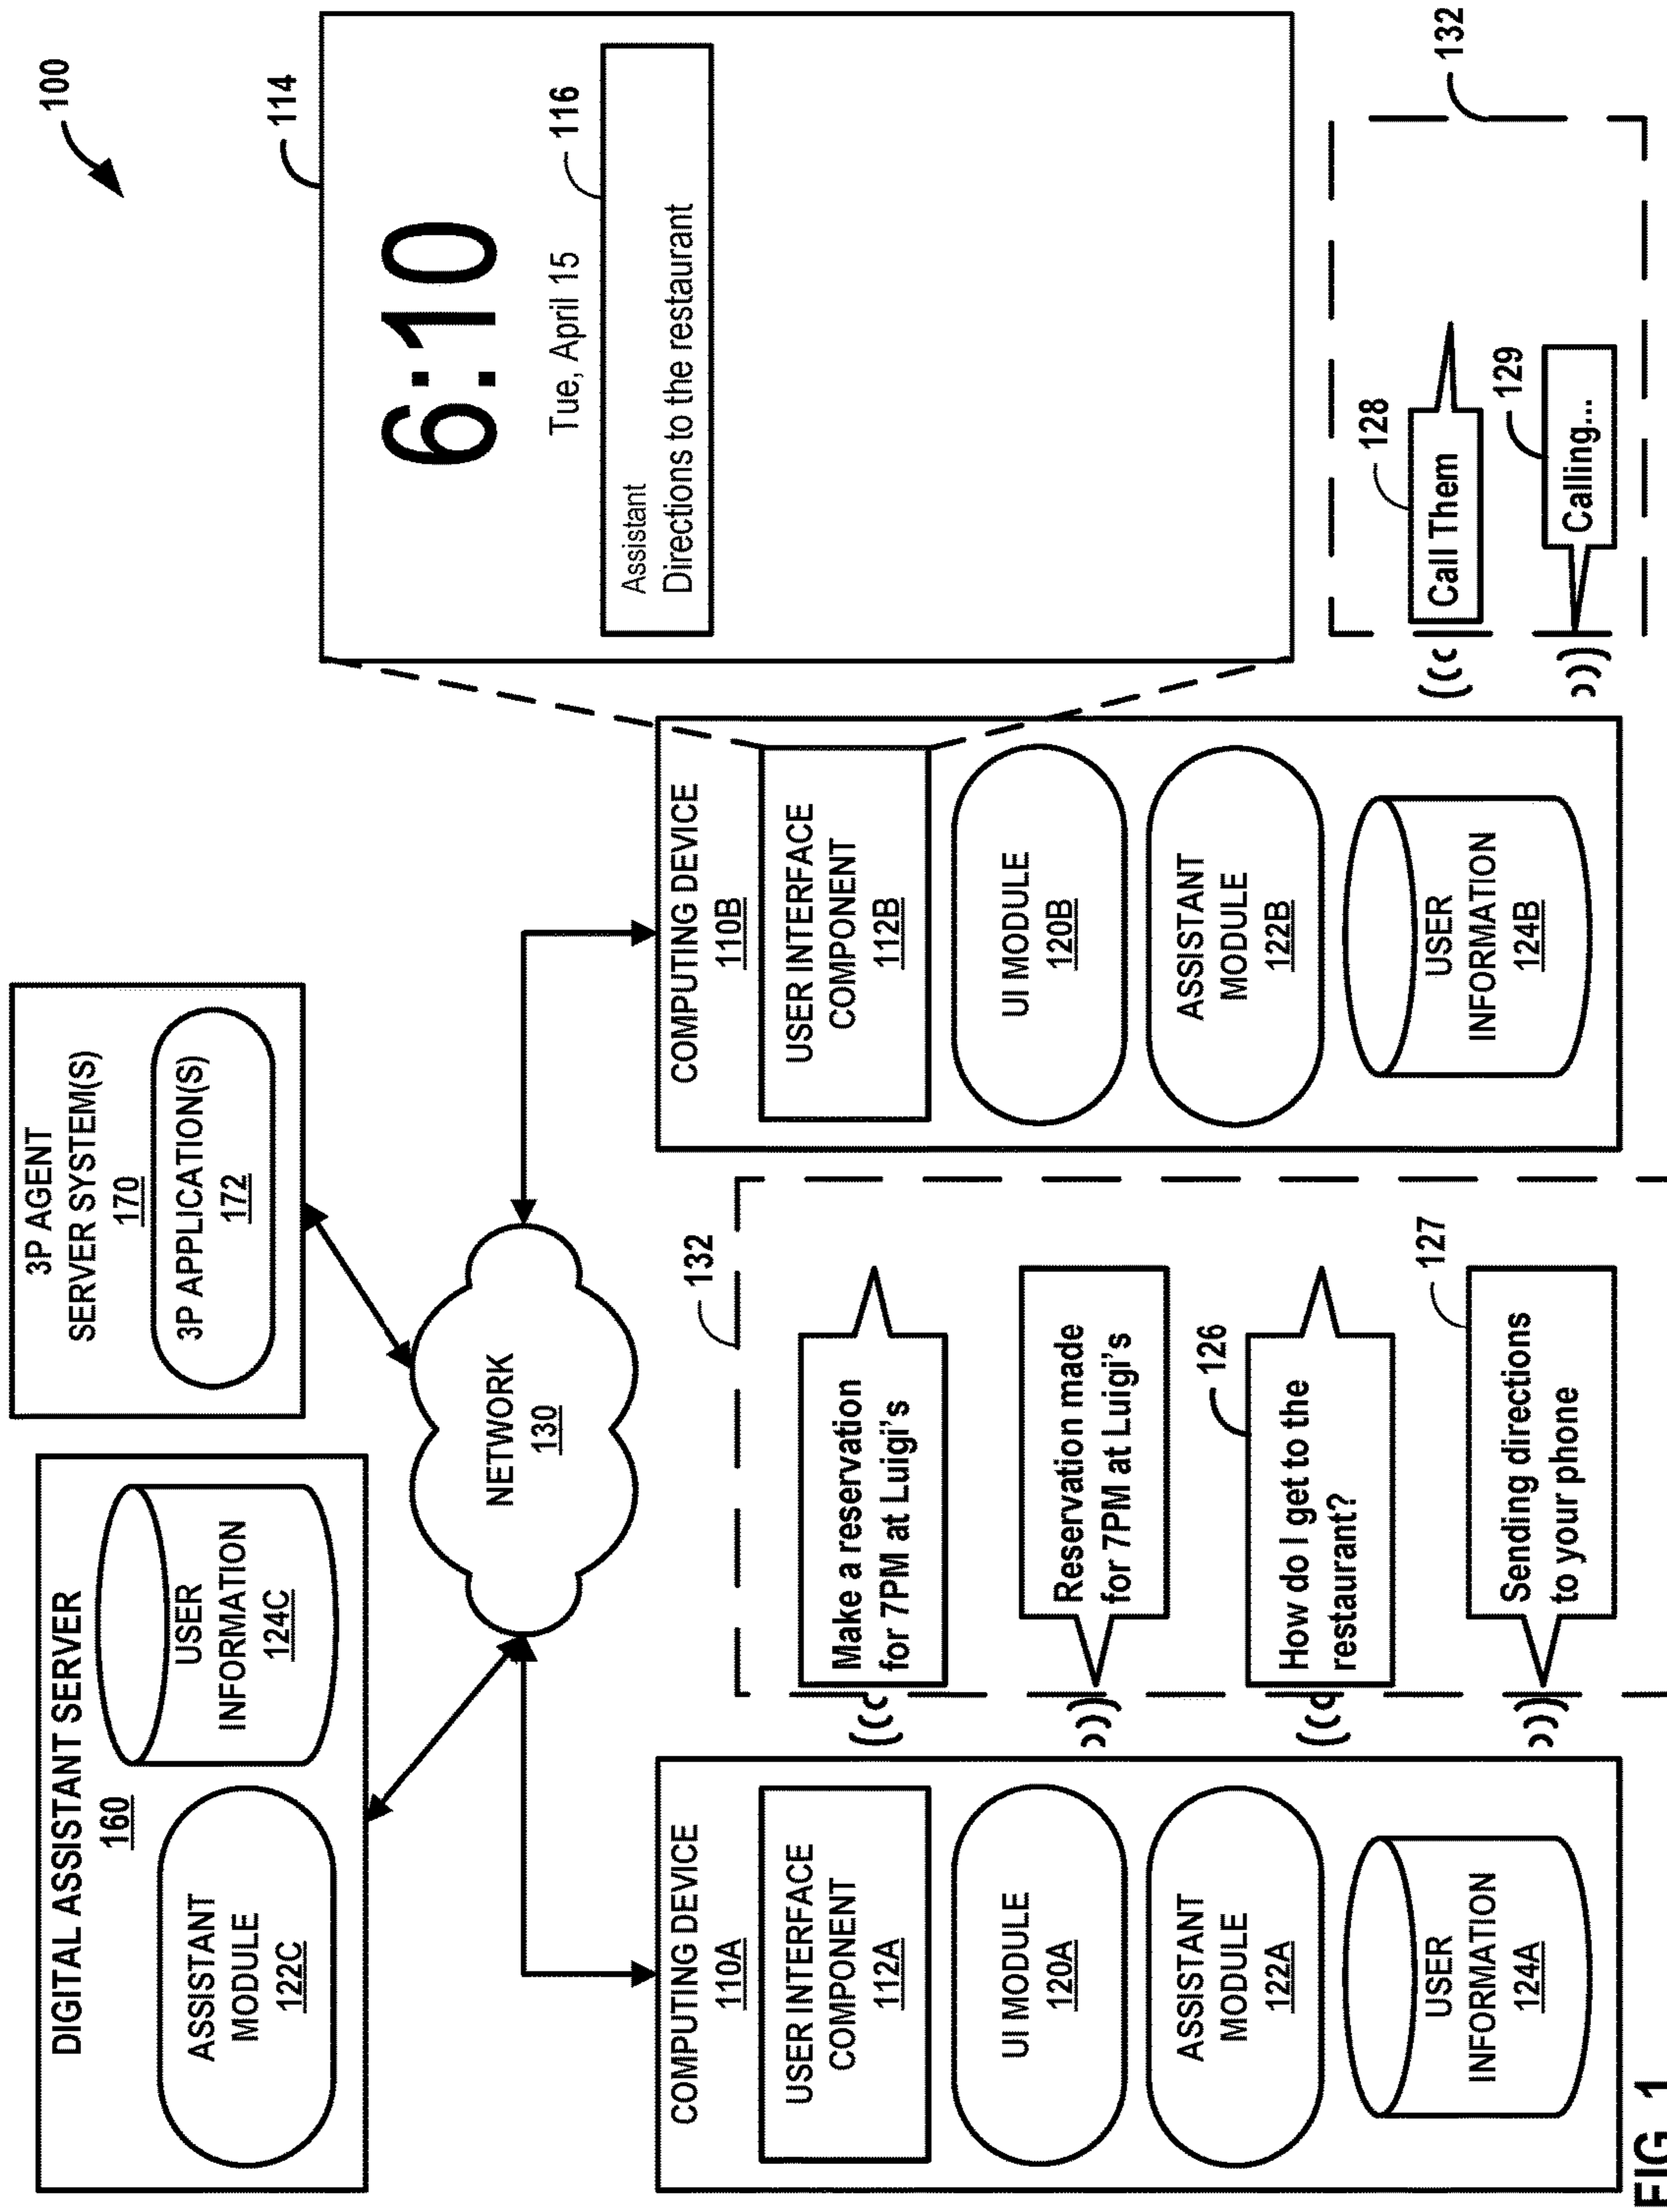 100
DIGITAL ASSISTANT SERVER
160
ASSISTANT
MODULE
122C
USER
INFORMATION
124C
3P AGENT
SERVER SYSTEM(S)
170
3P APPLICATION(S)
172
NETWORK
130
114
6:10
Tue, April 15
116
Assistant
Directions to the restaurant
COMPUTING DEVICE
110A
USER INTERFACE
COMPONENT
112A
UI MODULE
120A
ASSISTANT
MODULE
122A
USER
INFORMATION
124A
132
Make a reservation
for 7PM at Luigi's
Reservation made
for 7PM at Luigi's
126
How do I get to the
restaurant?
127
Sending directions
to your phone
COMPUTING DEVICE
110B
USER INTERFACE
COMPONENT
112B
UI MODULE
120B
ASSISTANT
MODULE
122B
USER
INFORMATION
124B
132
128
Call Them
129
Calling...
FIG. 1